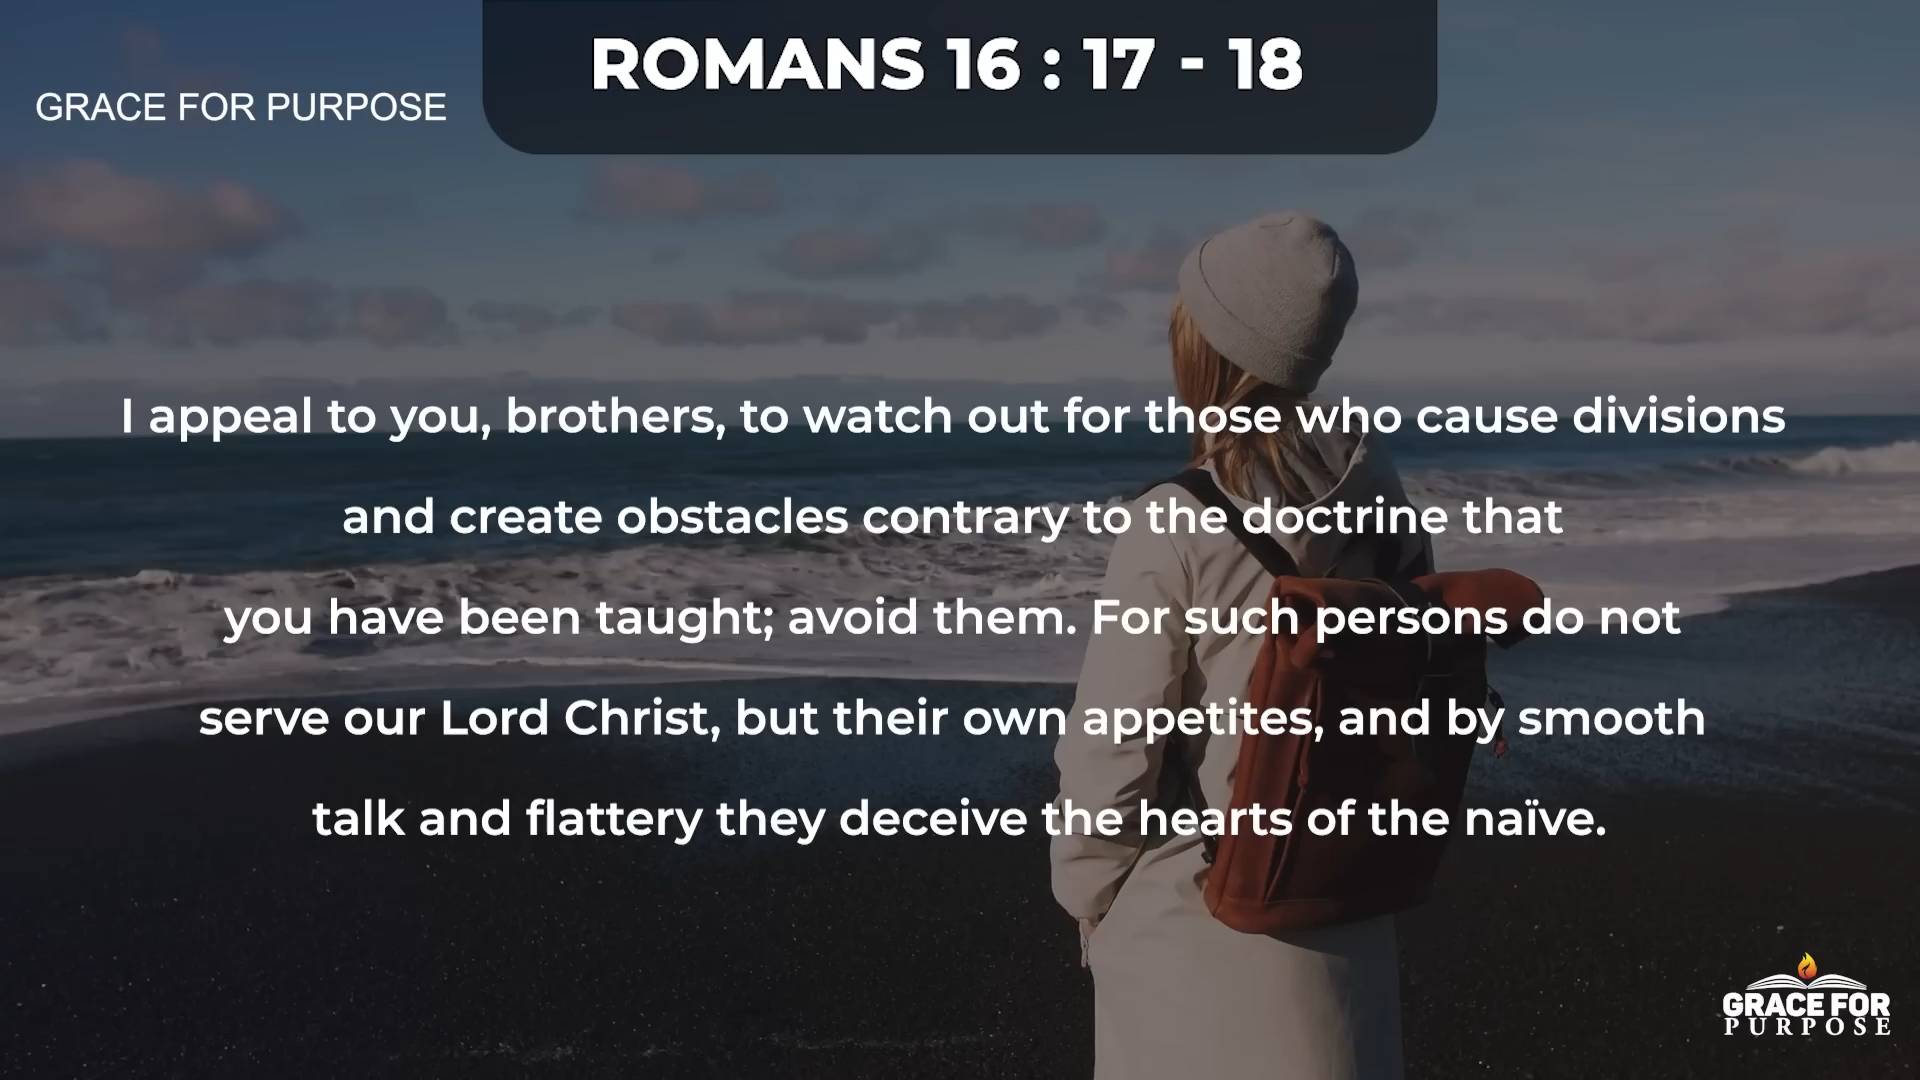 ROMANS 16 : 17 - 18
GRACE FOR PURPOSE
I appeal to you, brothers, to watch out for those who cause divisions
and create obstacles contrary to the doctrine that
you have been taught; avoid them. For such persons do not
serve our Lord Christ, but their own appetites, and by smooth
talk and flattery they deceive the hearts of the naïve.
GRACE FOR
PURPOSE